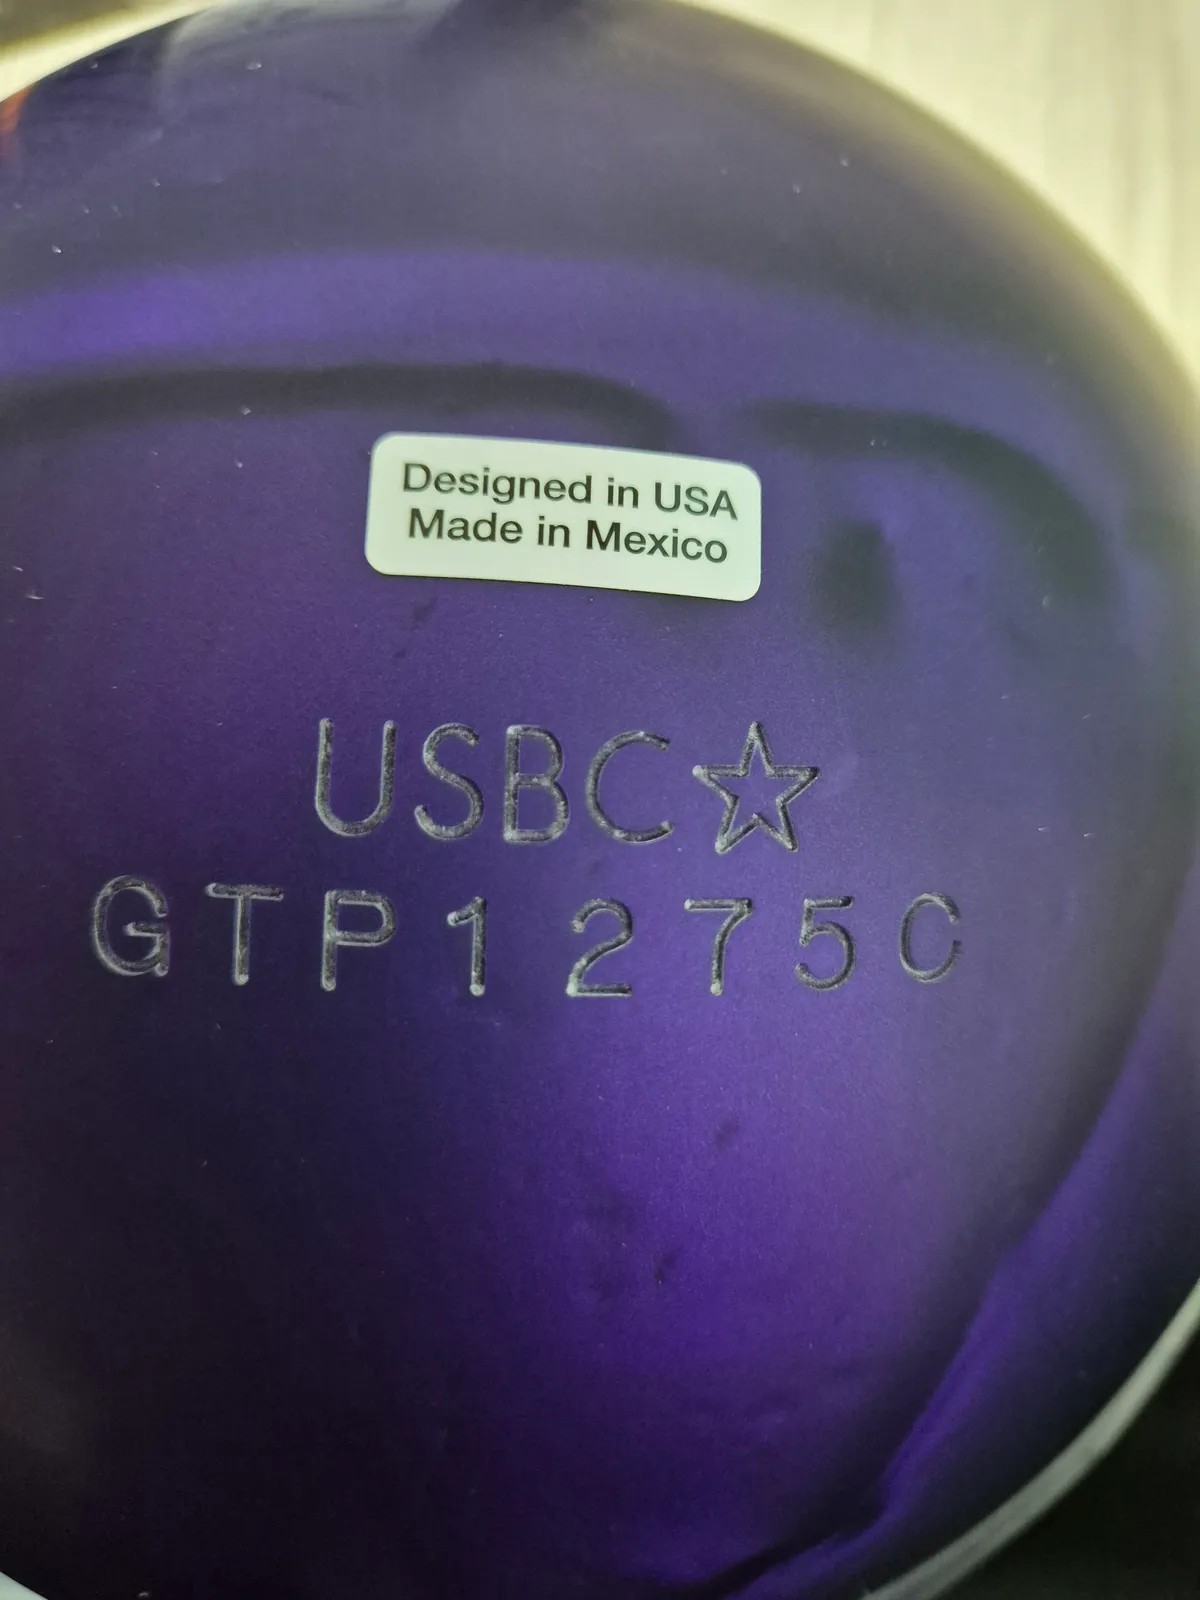 Designed in USA
Made in Mexico
USBC☆
GTP1275C